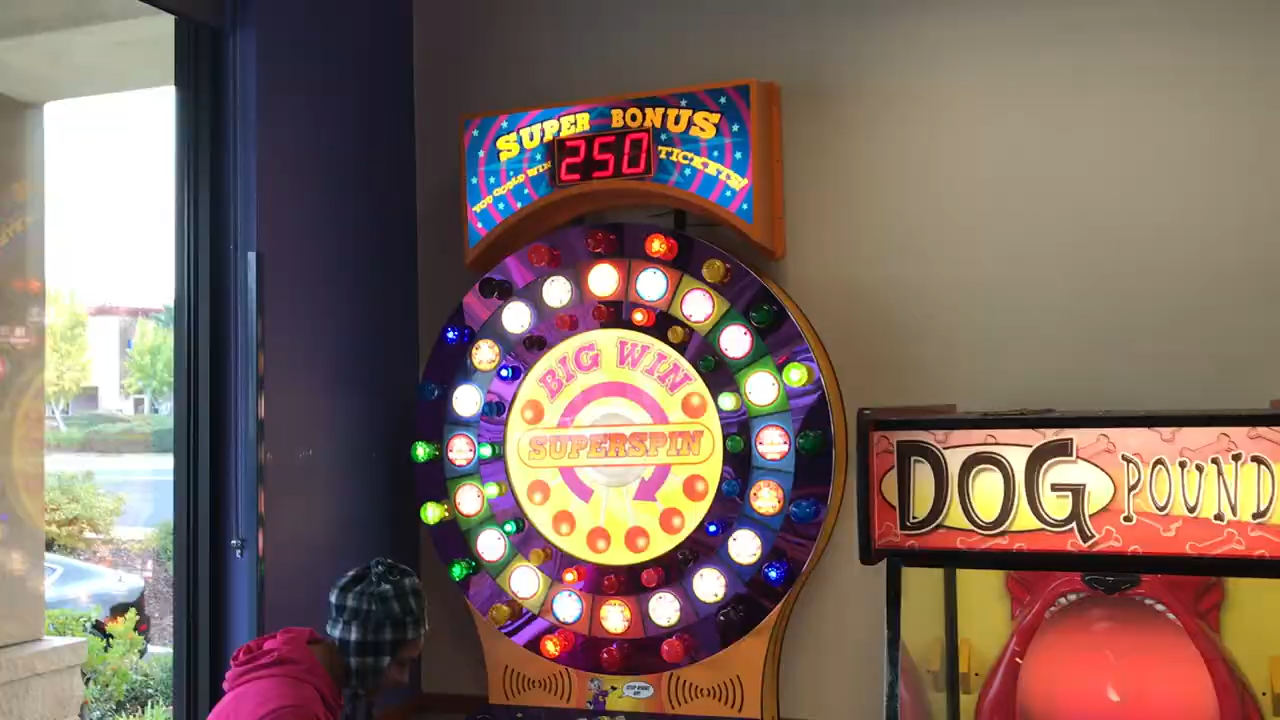 SUPER BONUS
YOU COULD WIN 250 TICKETS!
BIG WIN
SUPERSPIN
DOG POUND